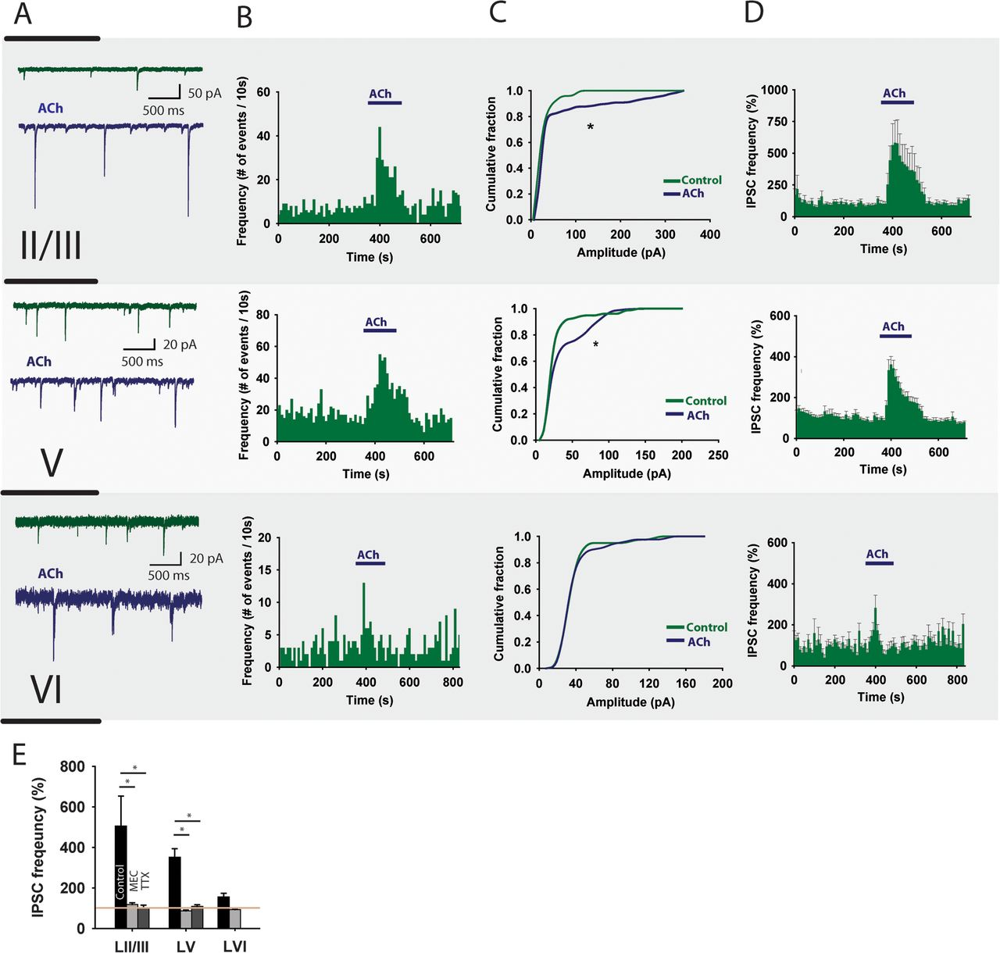 A
B
C
D
50 pA
500 ms
ACh
II/III
Frequency (# of events / 10s)
60
40
20
0
ACh
0 200 400 600
Time (s)
Cumulative fraction
1.0
0.8
0.6
0.4
0.2
0.0
*
Control
ACh
0 100 200 300 400
Amplitude (pA)
IPSC frequency (%)
1000
750
500
250
0
ACh
0 200 400 600
Time (s)
20 pA
500 ms
ACh
V
Frequency (# of events / 10s)
80
60
40
20
0
ACh
0 200 400 600
Time (s)
Cumulative fraction
1.0
0.8
0.6
0.4
0.2
0.0
*
Control
ACh
0 50 100 150 200 250
Amplitude (pA)
IPSC frequency (%)
600
400
200
0
ACh
0 200 400 600
Time (s)
20 pA
500 ms
ACh
VI
Frequency (# of events / 10s)
20
15
10
5
0
ACh
0 200 400 600 800
Time (s)
Cumulative fraction
1.0
0.8
0.6
0.4
0.2
0.0
Control
ACh
0 40 80 120 160 200
Amplitude (pA)
IPSC frequency (%)
600
400
200
0
ACh
0 200 400 600 800
Time (s)
E
IPSC freqeuncy (%)
800
600
400
200
0
*
*
*
*
Control
MEC
TTX
LII/III LV LVI